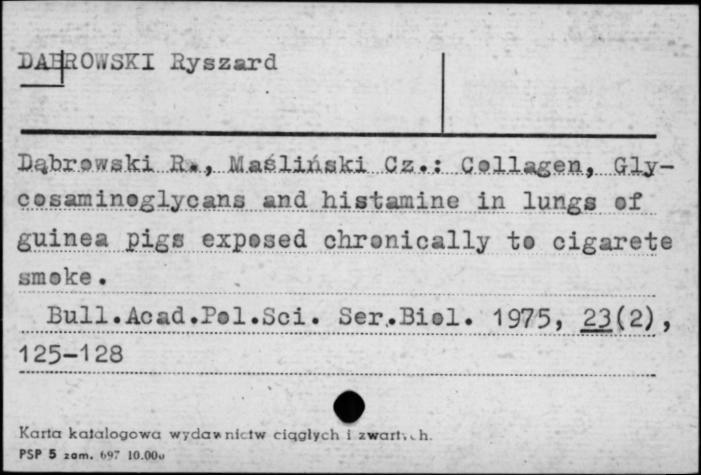 DABROWSKI Ryszard
Dąbrowski R., Maśliński Cz.: Collagen, Gly-
cosaminoglycans and histamine in lungs of
guinea pigs exposed chronically to cigarete
smoke.
Bull.Acad.Pol.Sci. Ser.Biol. 1975, 23(2),
125-128
Karta katalogowa wydawnictw ciągłych i zwartych.
PSP 5 zam. 697 10.000